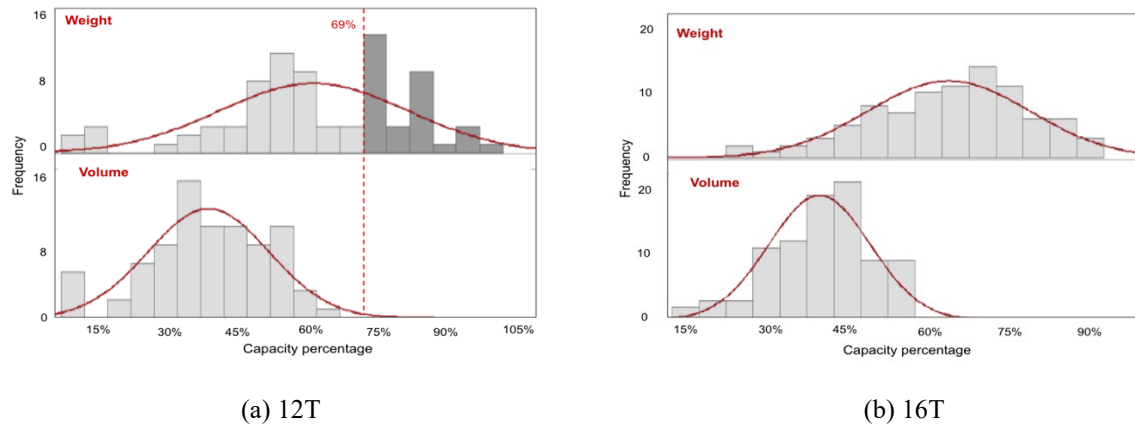 Weight
69%
16
8
0
Frequency
Volume
16
8
0
15% 30% 45% 60% 75% 90% 105%
Capacity percentage
(a) 12T
Weight
20
10
0
Frequency
Volume
20
10
0
15% 30% 45% 60% 75% 90%
Capacity percentage
(b) 16T